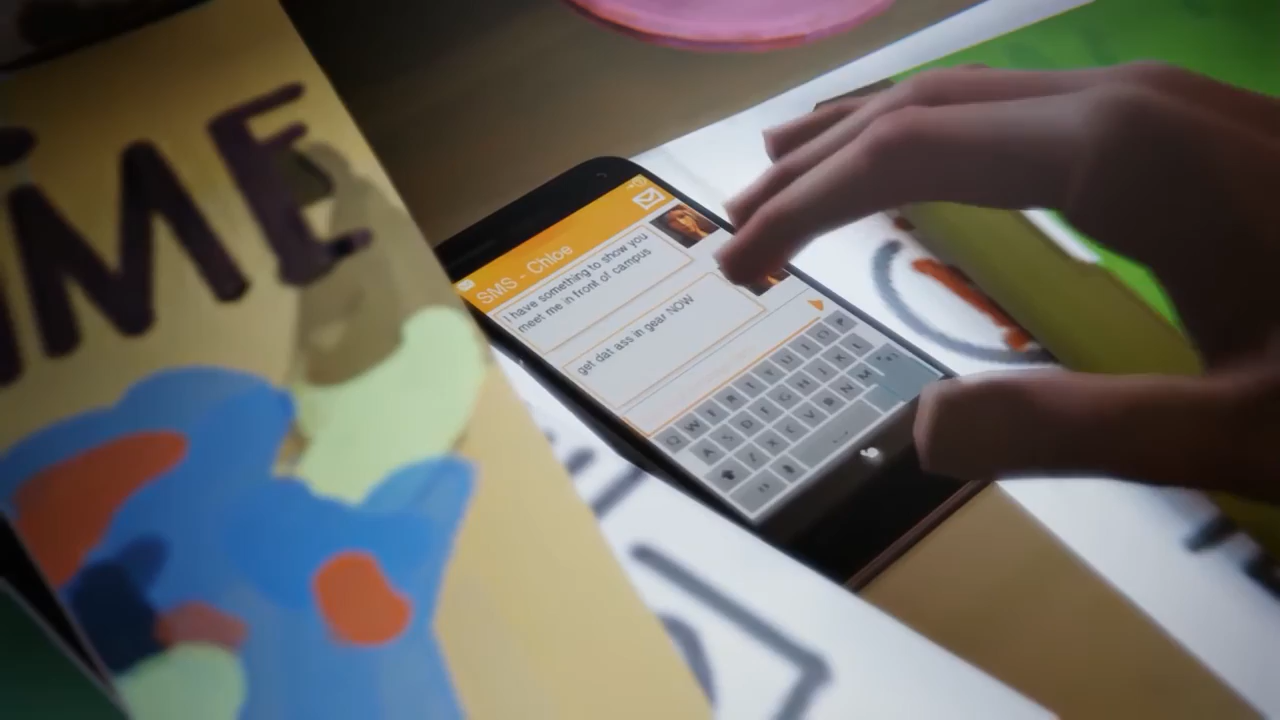 IME
SMS - Chloe
I have something to show you
meet me in front of campus
get dat ass in gear NOW
Q W E R T Y U I O P
A S D F G H J K L
Z X C V B N M